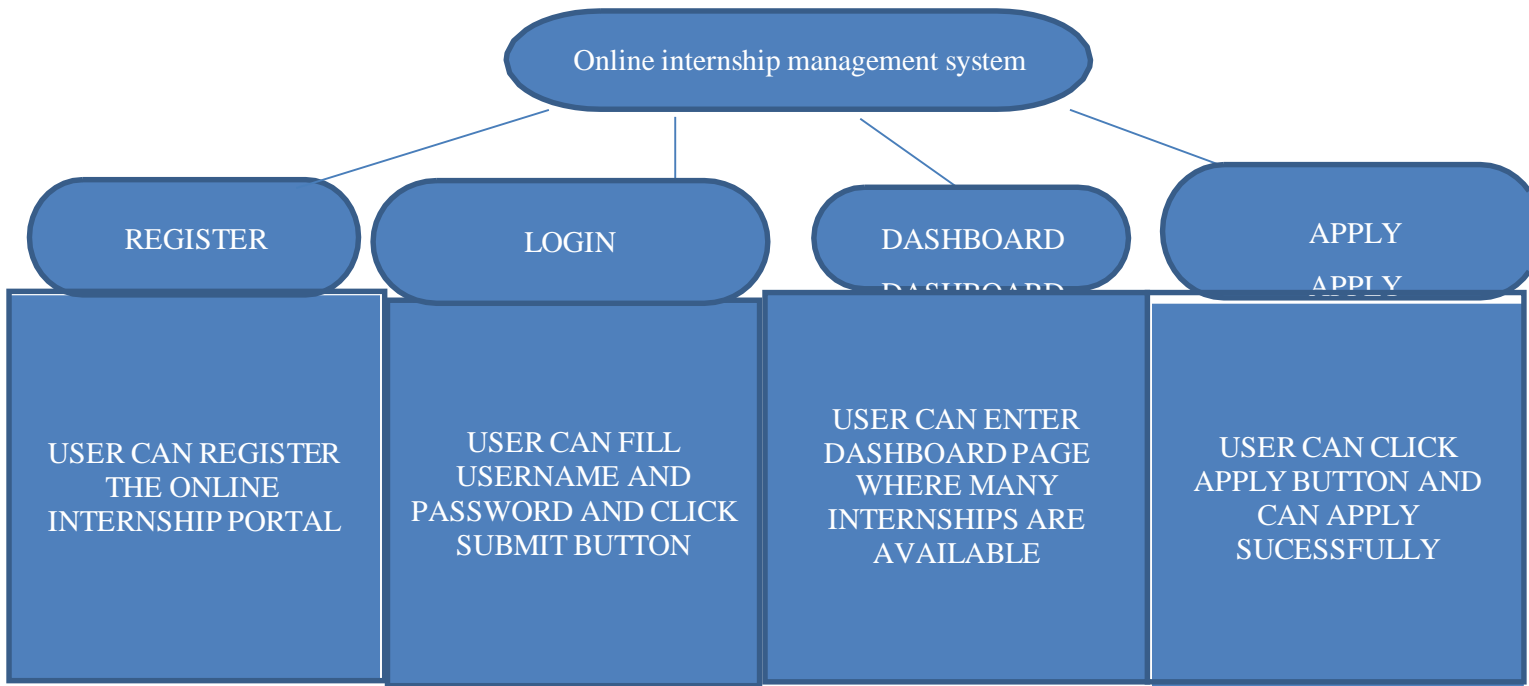 Online internship management system
REGISTER
LOGIN
DASHBOARD
DASHBOARD
APPLY
APPLY
USER CAN REGISTER
THE ONLINE
INTERNSHIP PORTAL
USER CAN FILL
USERNAME AND
PASSWORD AND CLICK
SUBMIT BUTTON
USER CAN ENTER
DASHBOARD PAGE
WHERE MANY
INTERNSHIPS ARE
AVAILABLE
USER CAN CLICK
APPLY BUTTON AND
CAN APPLY
SUCESSFULLY